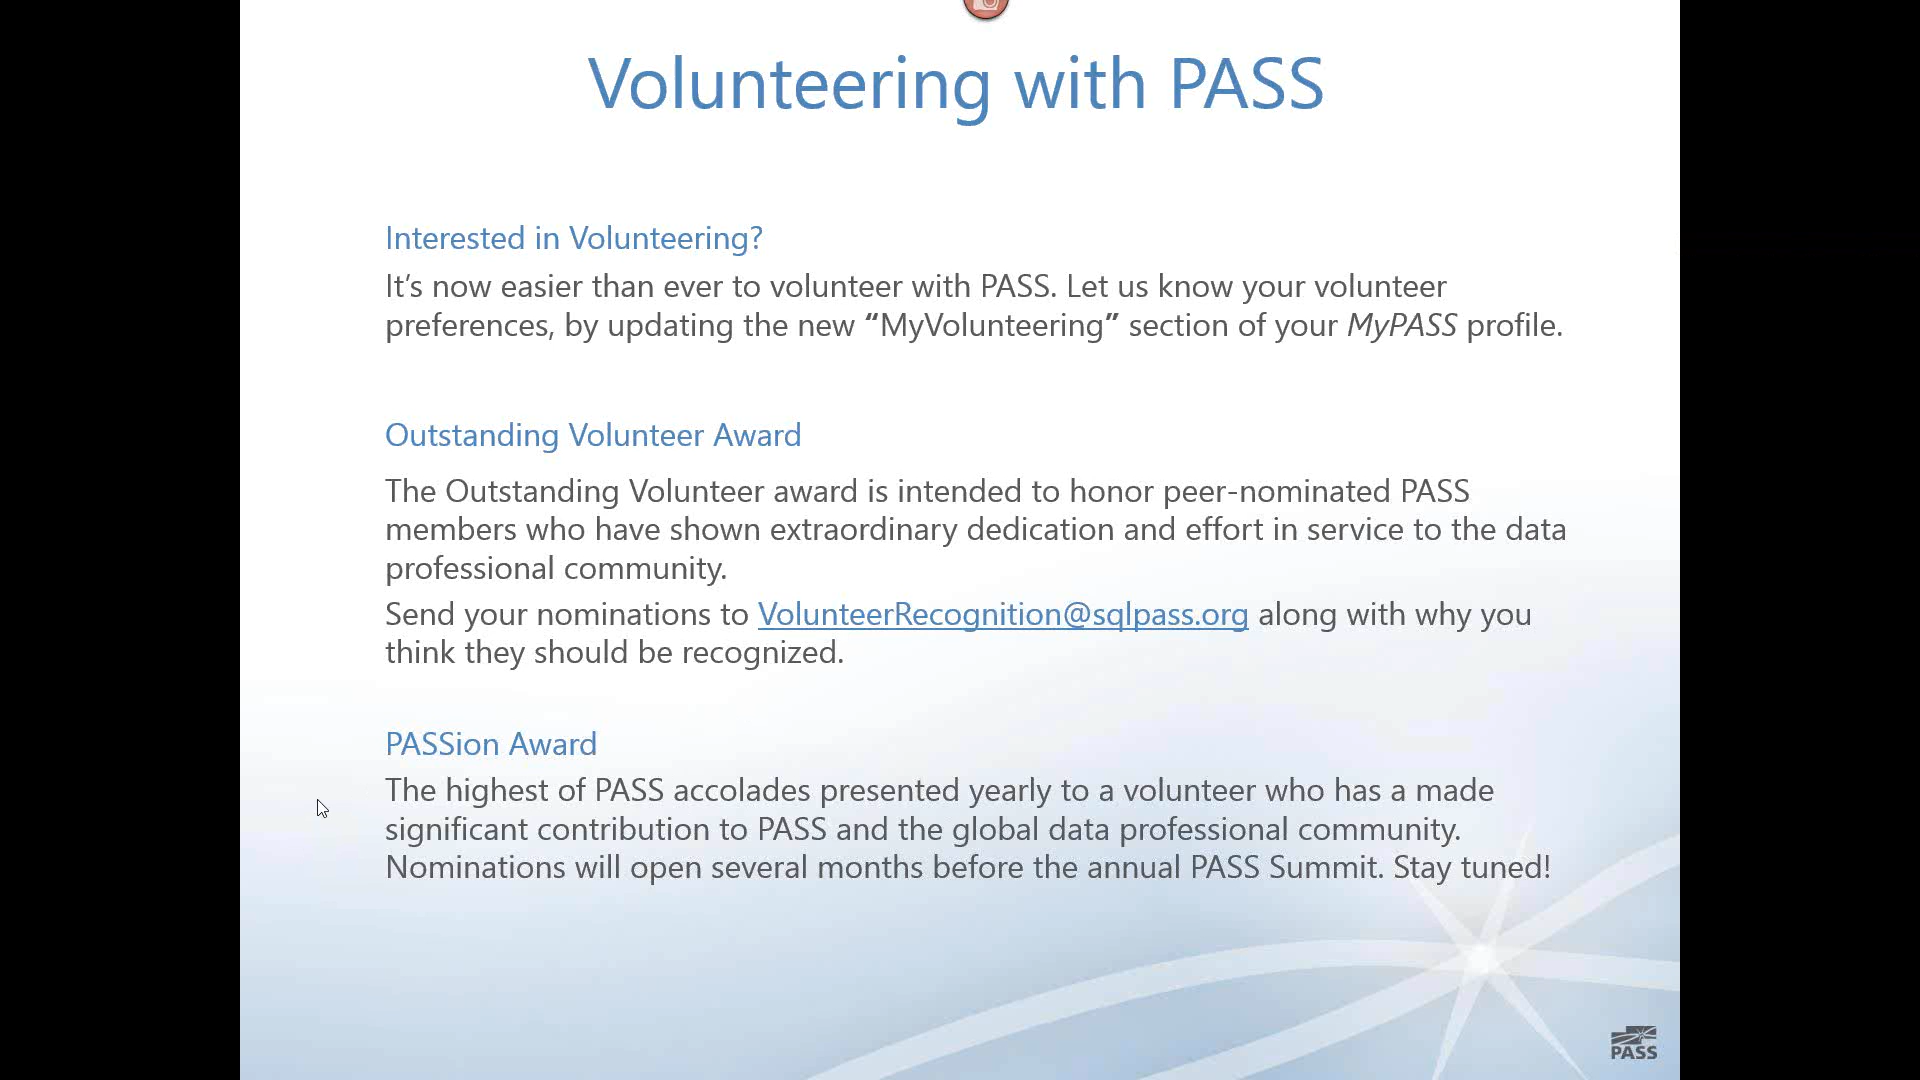 Volunteering with PASS
Interested in Volunteering?
It’s now easier than ever to volunteer with PASS. Let us know your volunteer
preferences, by updating the new “MyVolunteering” section of your MyPASS profile.
Outstanding Volunteer Award
The Outstanding Volunteer award is intended to honor peer-nominated PASS
members who have shown extraordinary dedication and effort in service to the data
professional community.
Send your nominations to VolunteerRecognition@sqlpass.org along with why you
think they should be recognized.
PASSion Award
The highest of PASS accolades presented yearly to a volunteer who has a made
significant contribution to PASS and the global data professional community.
Nominations will open several months before the annual PASS Summit. Stay tuned!
PASS